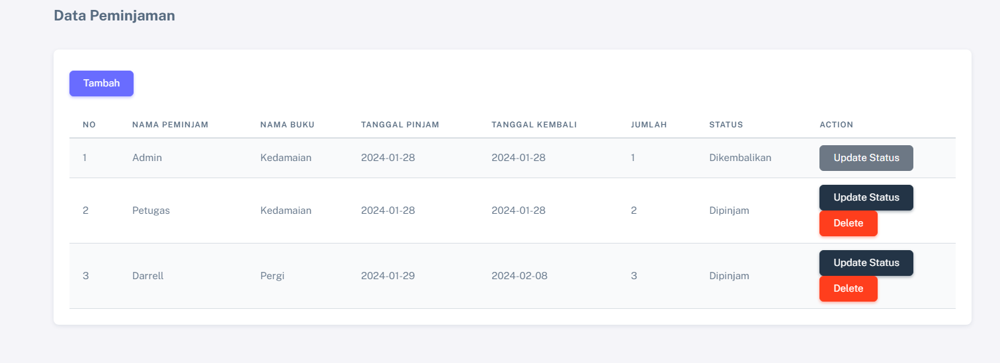 Data Peminjaman
Tambah
NO NAMA PEMINJAM NAMA BUKU TANGGAL PINJAM TANGGAL KEMBALI JUMLAH STATUS ACTION
1 Admin Kedamaian 2024-01-28 2024-01-28 1 Dikembalikan Update Status
2 Petugas Kedamaian 2024-01-28 2024-01-28 2 Dipinjam Update Status
Delete
3 Darrell Pergi 2024-01-29 2024-02-08 3 Dipinjam Update Status
Delete